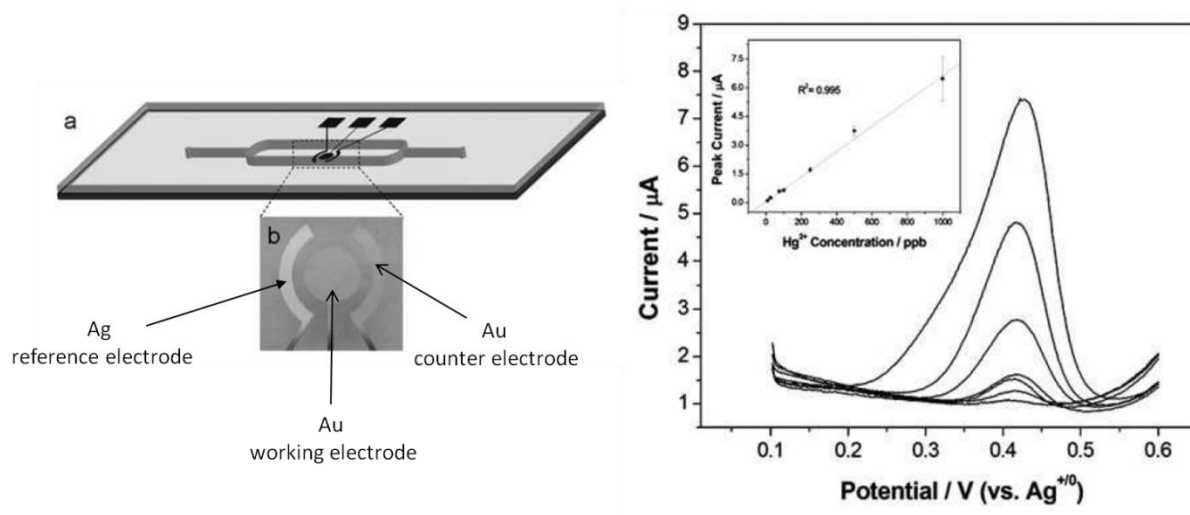 a
b
Ag
reference electrode
Au
counter electrode
Au
working electrode
9
8
7
6
5
4
3
2
1
Current / µA
0.1 0.2 0.3 0.4 0.5 0.6
Potential / V (vs. Ag⁺/⁰)
7.5
6.0
4.5
3.0
1.5
0.0
Peak Current / µA
R²= 0.995
0 200 400 600 800 1000
Hg²⁺ Concentration / ppb